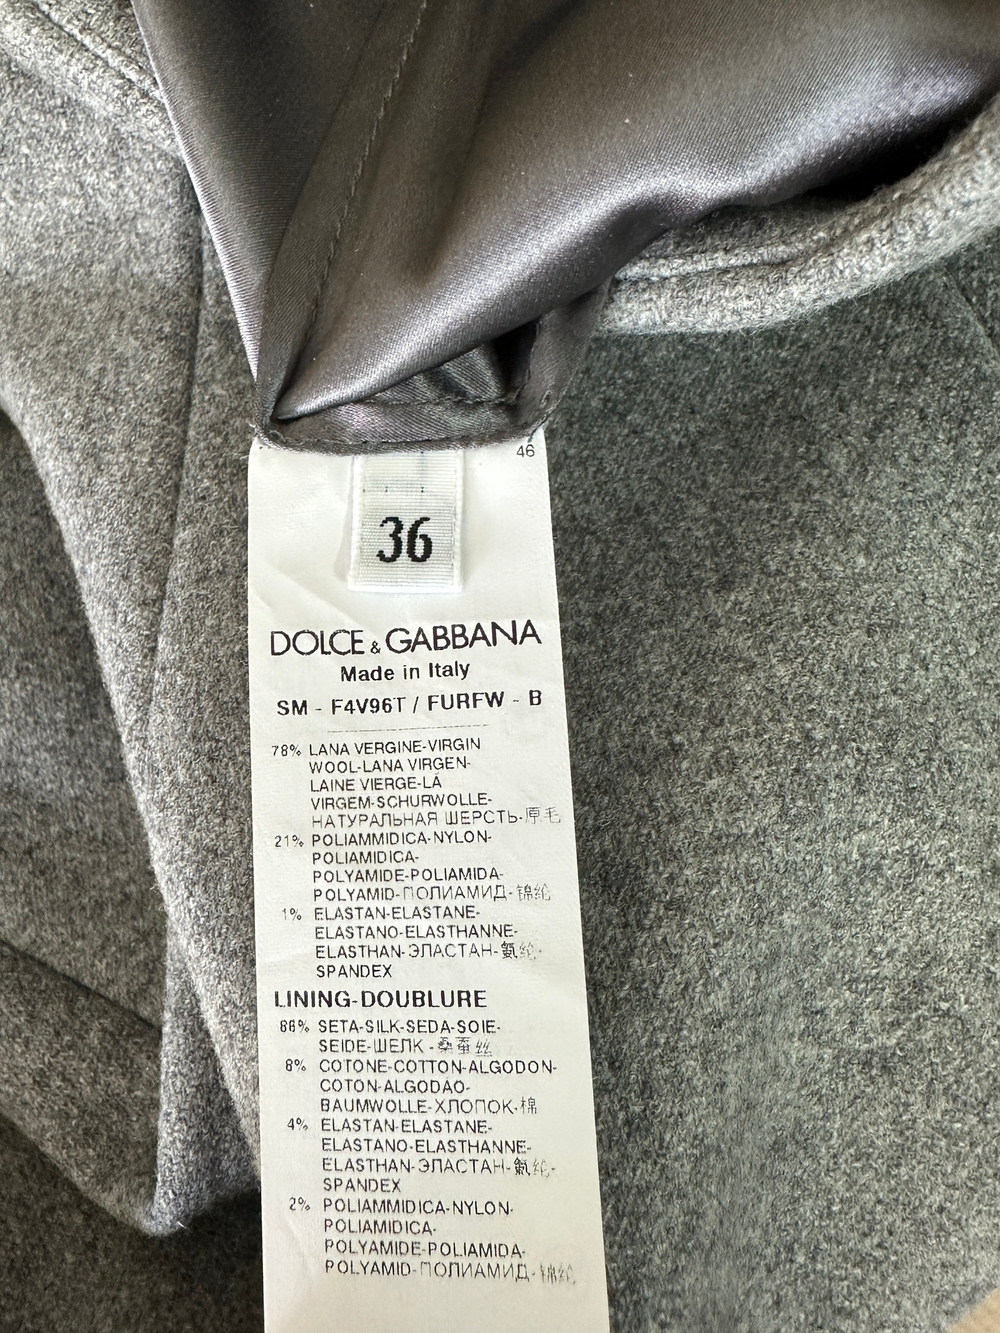 46
36
DOLCE & GABBANA
Made in Italy
SM - F4V96T / FURFW - B
78% LANA VERGINE-VIRGIN
WOOL-LANA VIRGEN-
LAINE VIERGE-LÃ
VIRGEM-SCHURWOLLE-
НАТУРАЛЬНАЯ ШЕРСТЬ-原毛
21% POLIAMMIDICA-NYLON-
POLIAMIDICA-
POLYAMIDE-POLIAMIDA-
POLYAMID-ПОЛИАМИД-锦纶
1% ELASTAN-ELASTANE-
ELASTANO-ELASTHANNE-
ELASTHAN-ЭЛАСТАН-氨纶-
SPANDEX
LINING-DOUBLURE
86% SETA-SILK-SEDA-SOIE-
SEIDE-ШЕЛК -桑蚕丝
8% COTONE-COTTON-ALGODON-
COTON-ALGODAO-
BAUMWOLLE-ХЛОПОК-棉
4% ELASTAN-ELASTANE-
ELASTANO-ELASTHANNE-
ELASTHAN-ЭЛАСТАН-氨纶-
SPANDEX
2% POLIAMMIDICA-NYLON-
POLIAMIDICA-
POLYAMIDE-POLIAMIDA-
POLYAMID-ПОЛИАМИД-锦纶